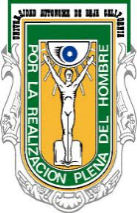 UNIVERSIDAD AUTONOMA DE BAJA CALIFORNIA
POR LA REALIZACION PLENA DEL HOMBRE